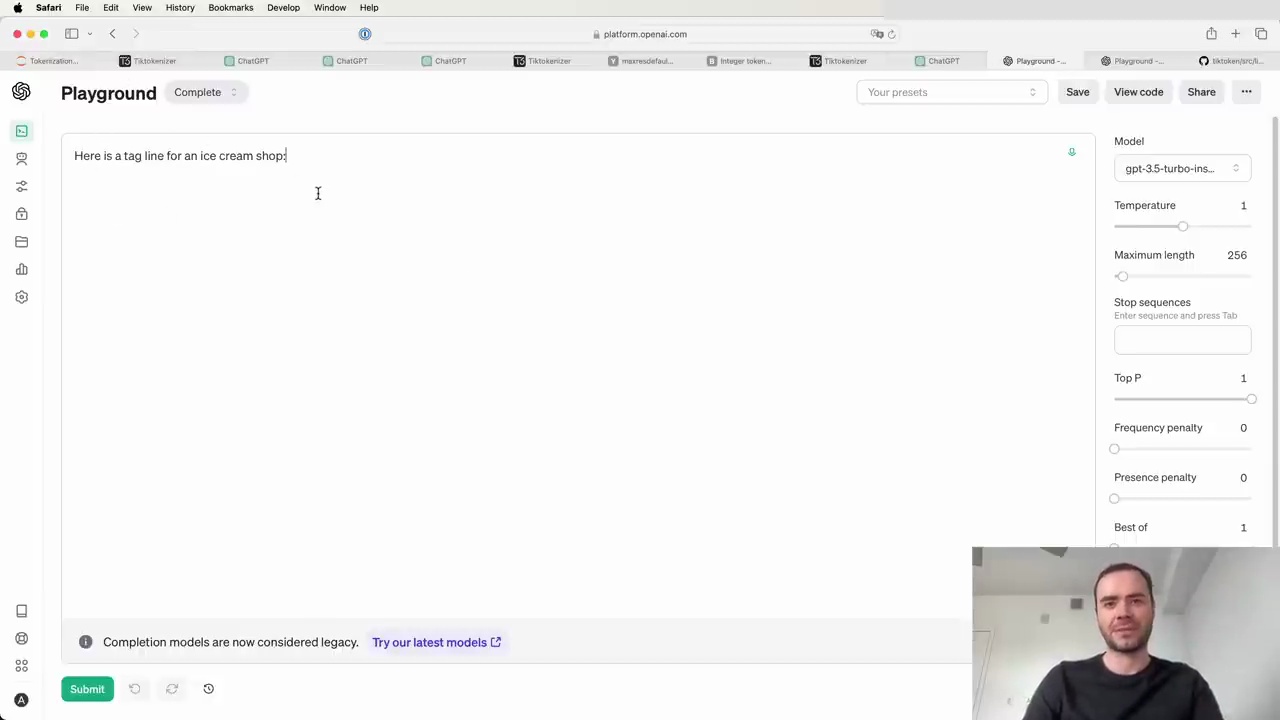 Safari File Edit View History Bookmarks Develop Window Help
platform.openai.com
Tokenization... Tiktokenizer ChatGPT ChatGPT ChatGPT Tiktokenizer maxresdefaul... Integer token... Tiktokenizer ChatGPT Playground -... Playground -... tiktoken/src/li...
Playground Complete Your presets Save View code Share ...
Here is a tag line for an ice cream shop:
Model
gpt-3.5-turbo-ins...
Temperature 1
Maximum length 256
Stop sequences
Enter sequence and press Tab
Top P 1
Frequency penalty 0
Presence penalty 0
Best of 1
Completion models are now considered legacy. Try our latest models
Submit
A